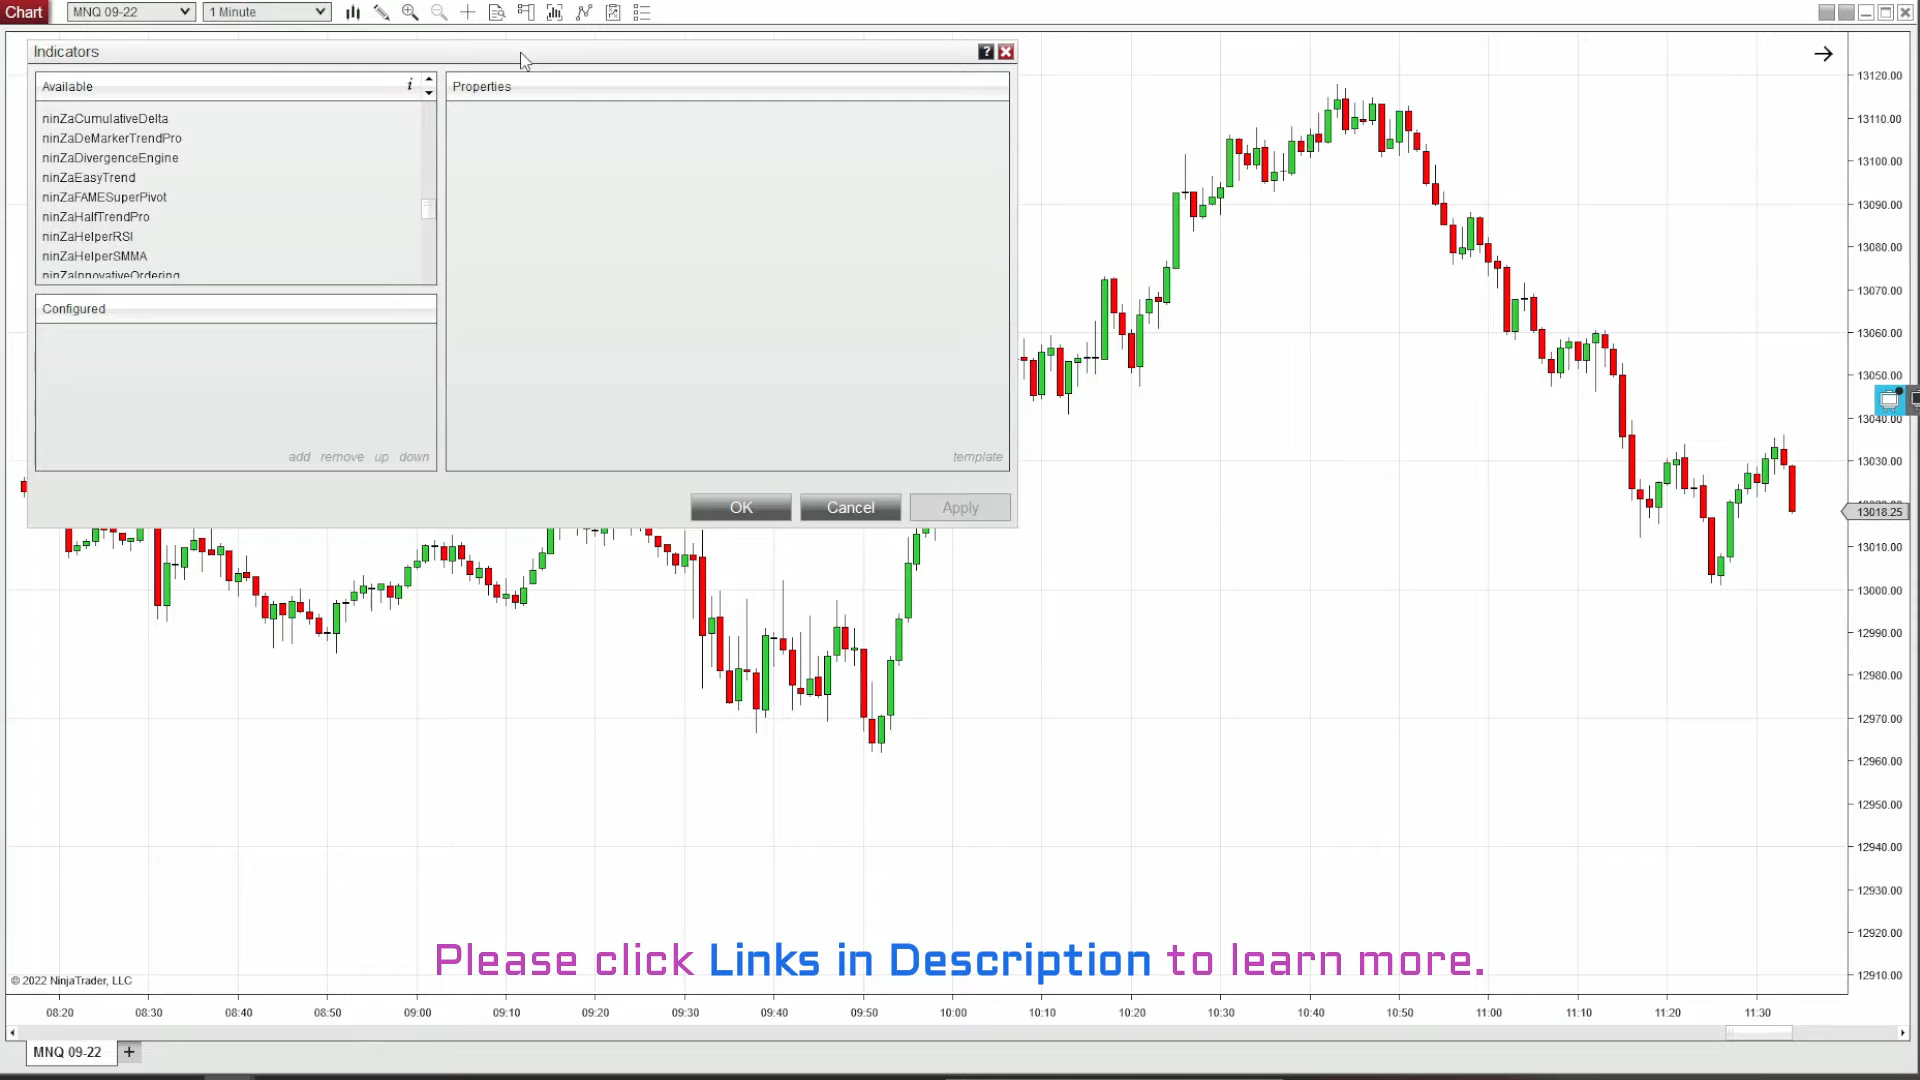 Chart
MNQ 09-22
1 Minute
Indicators
Available
i
Properties
ninZaCumulativeDelta
ninZaDeMarkerTrendPro
ninZaDivergenceEngine
ninZaEasyTrend
ninZaFAMESuperPivot
ninZaHalfTrendPro
ninZaHelperRSI
ninZaHelperSMMA
ninZaInnovativeOrdering
Configured
add remove up down
template
OK
Cancel
Apply
13120.00
13110.00
13100.00
13090.00
13080.00
13070.00
13060.00
13050.00
13040.00
13030.00
13018.25
13010.00
13000.00
12990.00
12980.00
12970.00
12960.00
12950.00
12940.00
12930.00
12920.00
12910.00
Please click Links in Description to learn more.
© 2022 NinjaTrader, LLC
08:20 08:30 08:40 08:50 09:00 09:10 09:20 09:30 09:40 09:50 10:00 10:10 10:20 10:30 10:40 10:50 11:00 11:10 11:20 11:30
MNQ 09-22